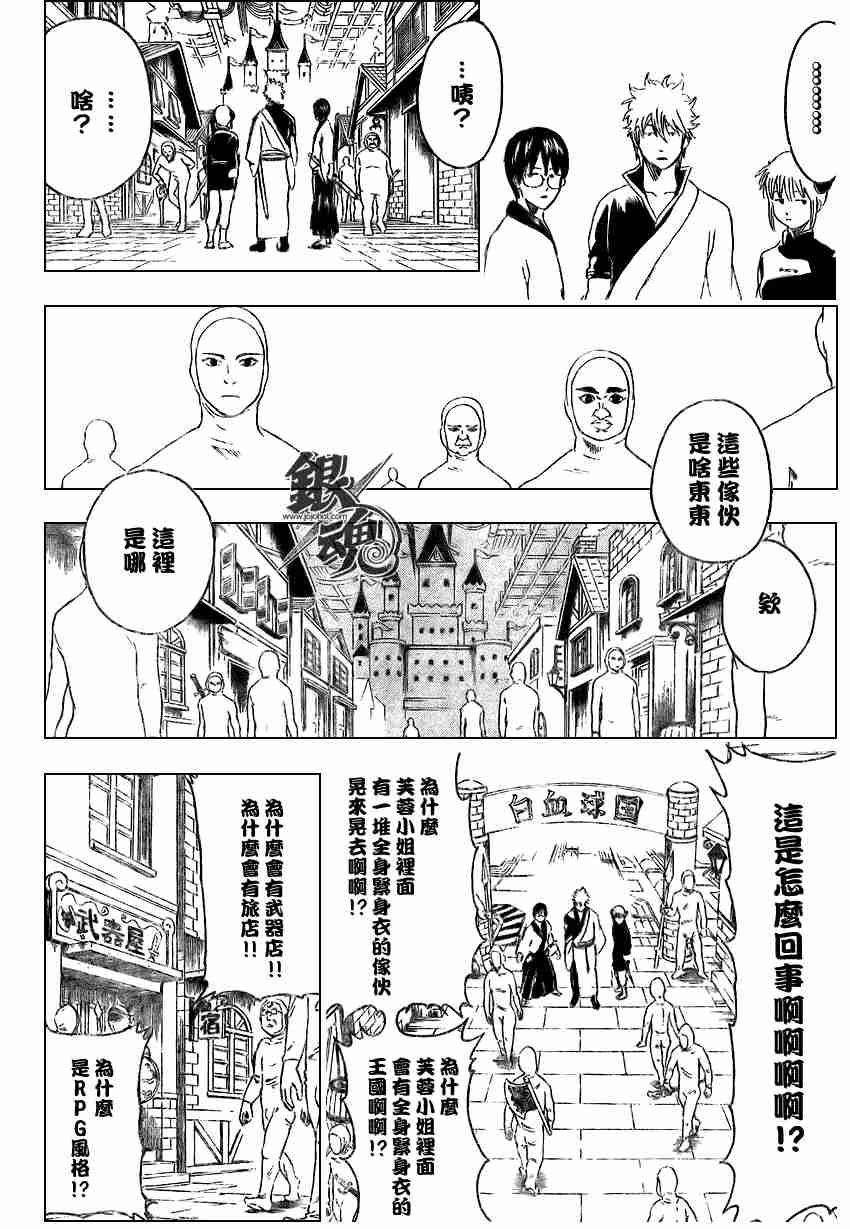 ………………
…咦？
……
啥？
這些傢伙
是啥東東
銀魂
www.jojohot.com
欸
這裡
是哪
這是怎麼回事啊啊啊啊!?
白血球国
為什麼
芙蓉小姐裡面
有一堆全身緊身衣的傢伙
晃來晃去啊啊!?
為什麼
芙蓉小姐裡面
會有全身緊身衣的
王國啊啊!?
為什麼會有武器店!!
為什麼會有旅店!!
武器屋
宿
為什麼
是RPG風格!?